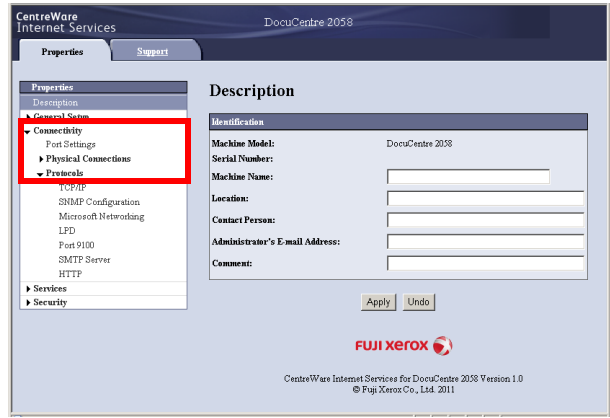 CentreWare
Internet Services
DocuCentre 2058
Properties
Support
Properties
Description
General Setup
Connectivity
Port Settings
Physical Connections
Protocols
TCP/IP
SNMP Configuration
Microsoft Networking
LPD
Port 9100
SMTP Server
HTTP
Services
Security
Description
Identification
Machine Model: DocuCentre 2058
Serial Number:
Machine Name:
Location:
Contact Person:
Administrator's E-mail Address:
Comment:
Apply Undo
FUJI XEROX
CentreWare Internet Services for DocuCentre 2058 Version 1.0
© Fuji Xerox Co., Ltd. 2011